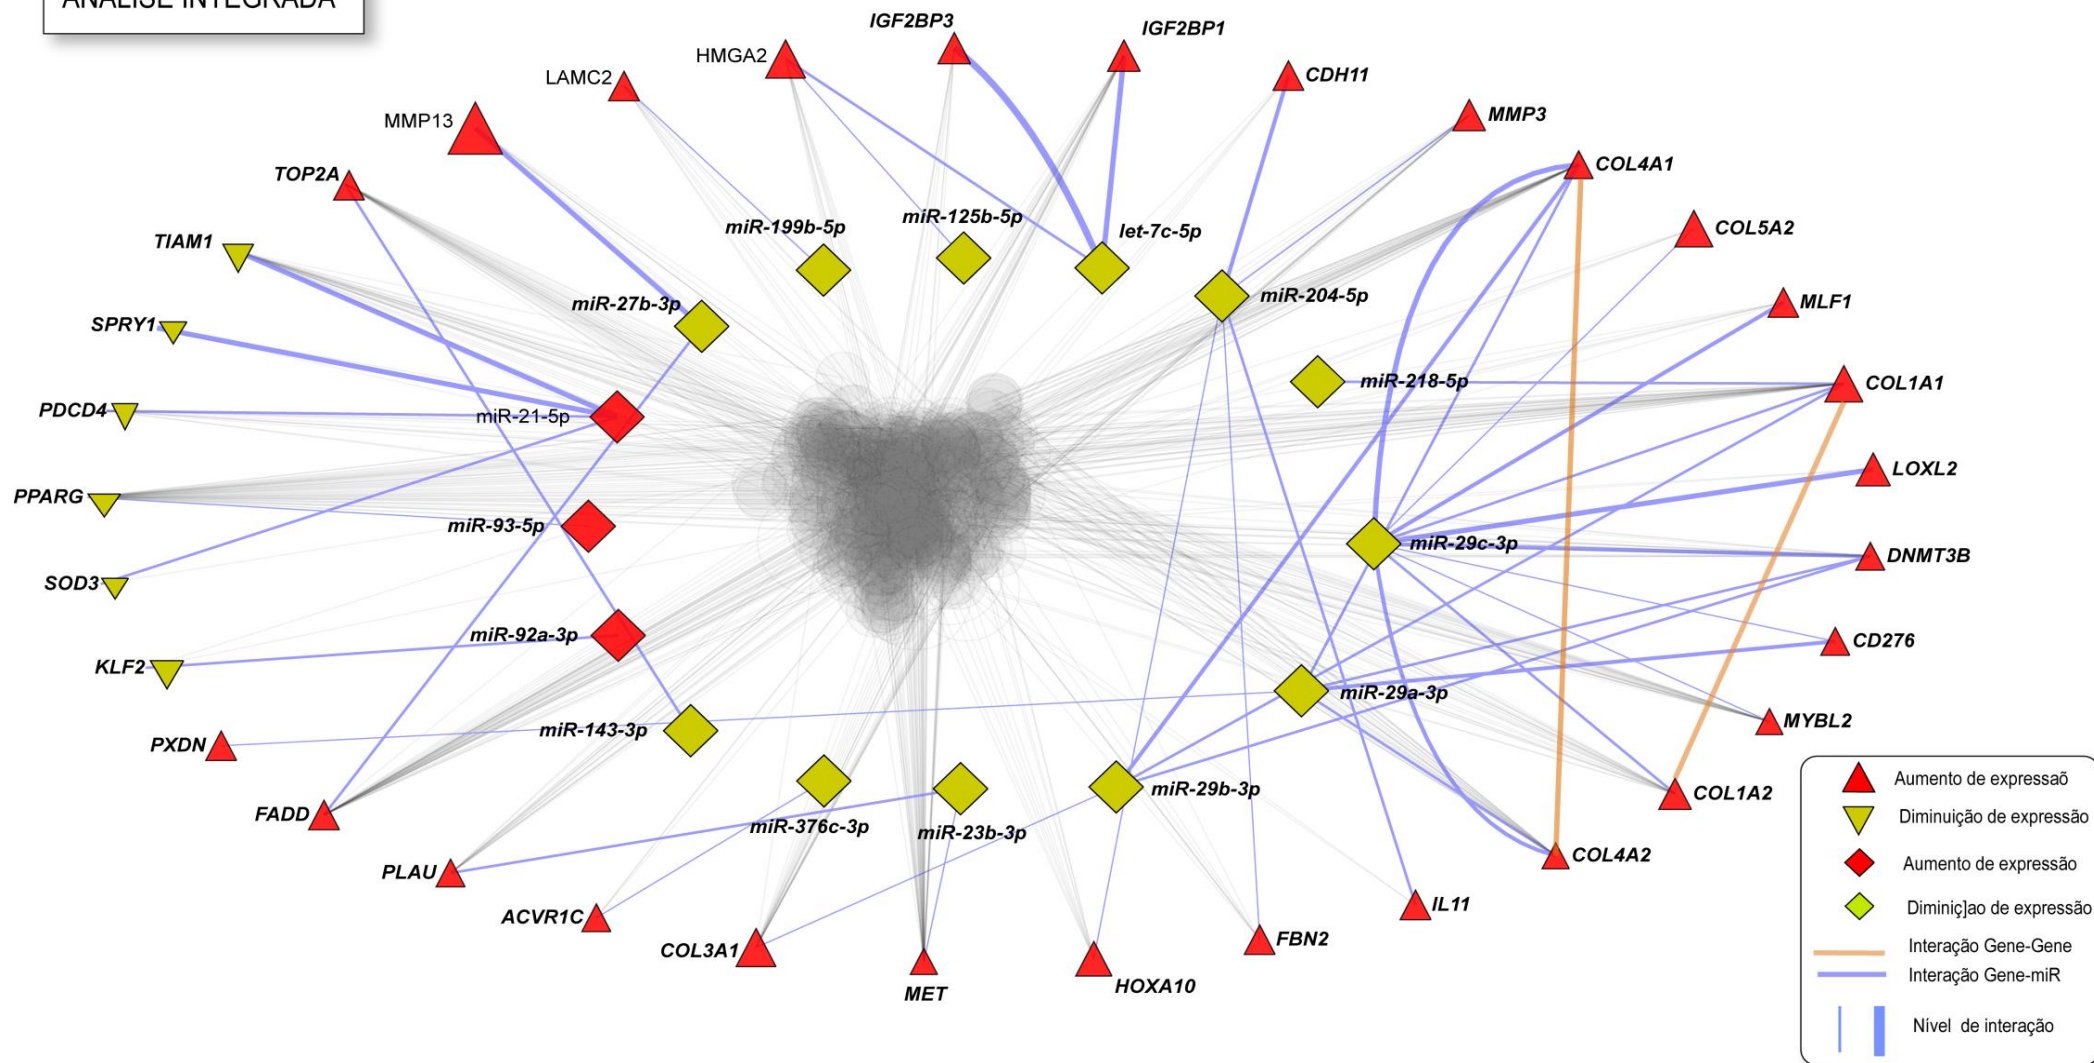 ANÁLISE INTEGRADA
IGF2BP3
IGF2BP1
HMGA2
CDH11
LAMC2
MMP3
MMP13
COL4A1
TOP2A
miR-199b-5p
miR-125b-5p
let-7c-5p
COL5A2
TIAM1
miR-27b-3p
miR-204-5p
MLF1
SPRY1
miR-218-5p
COL1A1
PDCD4
miR-21-5p
LOXL2
PPARG
miR-93-5p
miR-29c-3p
DNMT3B
SOD3
miR-92a-3p
CD276
KLF2
miR-29a-3p
MYBL2
PXDN
miR-143-3p
miR-29b-3p
COL1A2
FADD
miR-376c-3p
miR-23b-3p
COL4A2
PLAU
IL11
ACVR1C
FBN2
COL3A1
MET
HOXA10
Aumento de expressaõ
Diminuição de expressão
Aumento de expressão
Diminiç]ao de expressão
Interação Gene-Gene
Interação Gene-miR
Nível de interação